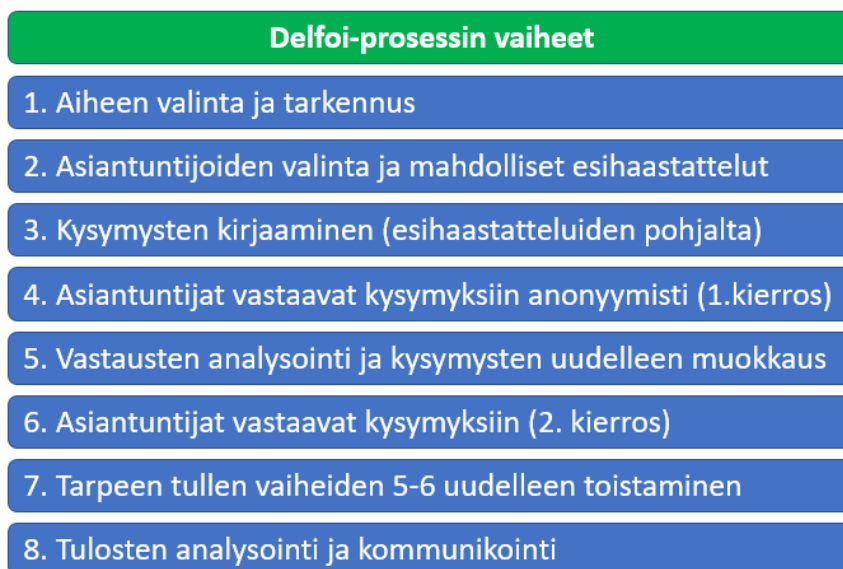 Delfoi-prosessin vaiheet
1. Aiheen valinta ja tarkennus
2. Asiantuntijoiden valinta ja mahdolliset esihaastattelut
3. Kysymysten kirjaaminen (esihaastatteluiden pohjalta)
4. Asiantuntijat vastaavat kysymyksiin anonyymisti (1.kierros)
5. Vastausten analysointi ja kysymysten uudelleen muokkaus
6. Asiantuntijat vastaavat kysymyksiin (2. kierros)
7. Tarpeen tullen vaiheiden 5-6 uudelleen toistaminen
8. Tulosten analysointi ja kommunikointi